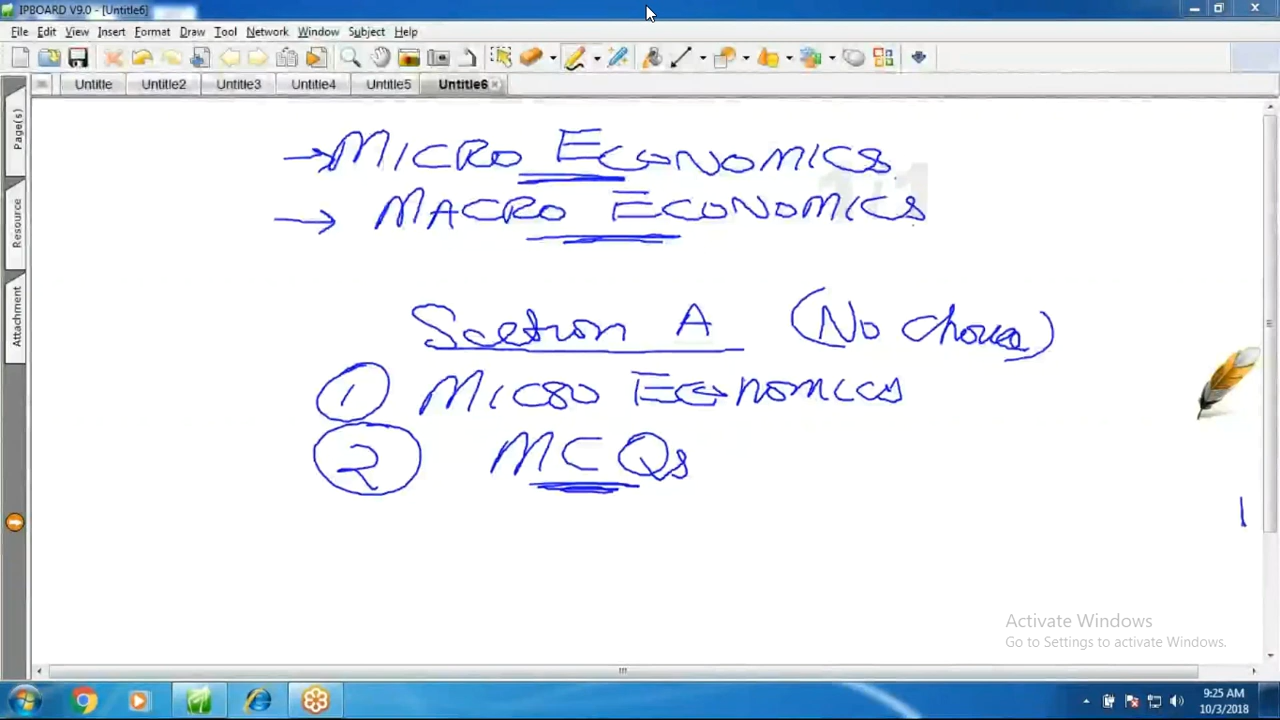 IPBOARD V9.0 - [Untitle6]
File Edit View Insert Format Draw Tool Network Window Subject Help
Untitle Untitle2 Untitle3 Untitle4 Untitle5 Untitle6
Page(s)
Resource
Attachment
→ MICRO ECONOMICS
→ MACRO ECONOMICS
Section A (No choice)
1 MICRO ECONOMICS
2 MCQs
Activate Windows
Go to Settings to activate Windows.
9:25 AM
10/3/2018